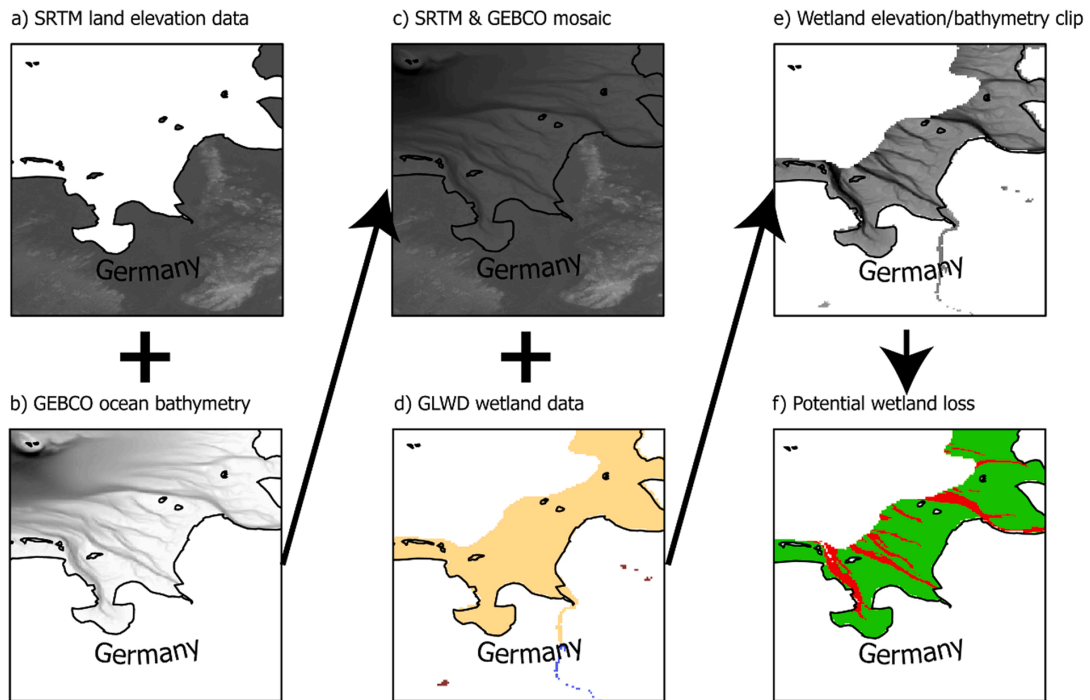 a) SRTM land elevation data
Germany
b) GEBCO ocean bathymetry
Germany
c) SRTM & GEBCO mosaic
Germany
d) GLWD wetland data
Germany
e) Wetland elevation/bathymetry clip
Germany
f) Potential wetland loss
Germany